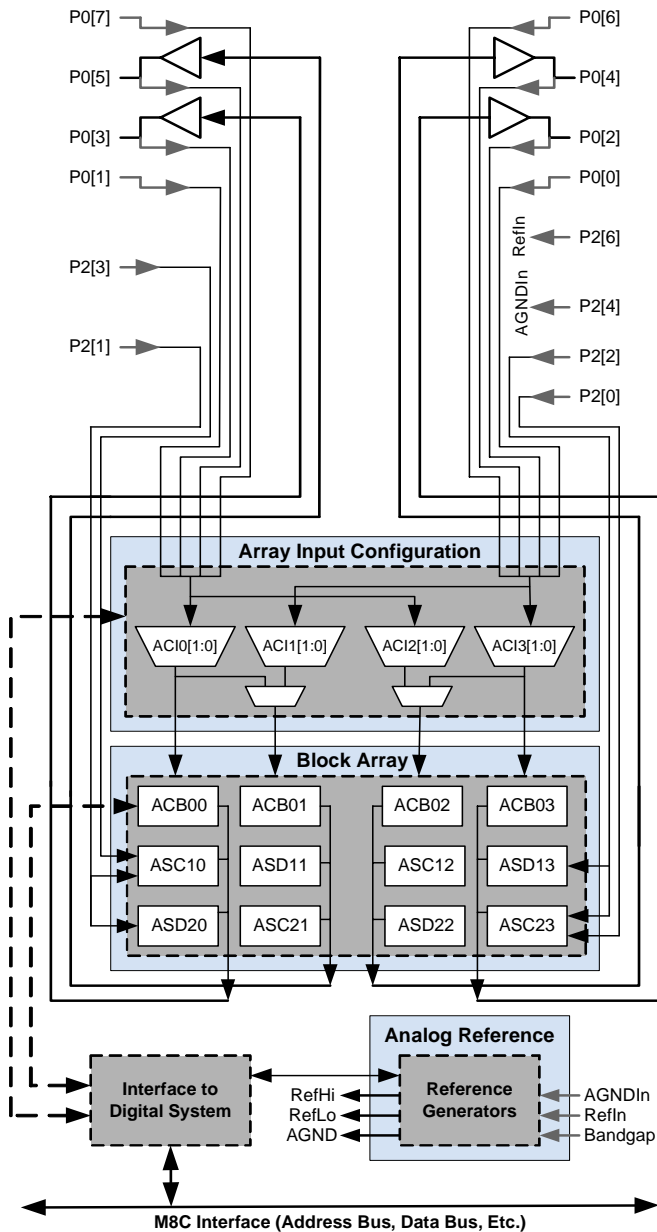 P0[7] P0[6]
P0[5] P0[4]
P0[3] P0[2]
P0[1] P0[0]
RefIn P2[6]
P2[3]
AGNDIn P2[4]
P2[1] P2[2]
P2[0]
Array Input Configuration
ACI0[1:0] ACI1[1:0] ACI2[1:0] ACI3[1:0]
Block Array
ACB00 ACB01 ACB02 ACB03
ASC10 ASD11 ASC12 ASD13
ASD20 ASC21 ASD22 ASC23
Analog Reference
Interface to
Digital System
RefHi
RefLo
AGND
Reference
Generators
AGNDIn
RefIn
Bandgap
M8C Interface (Address Bus, Data Bus, Etc.)